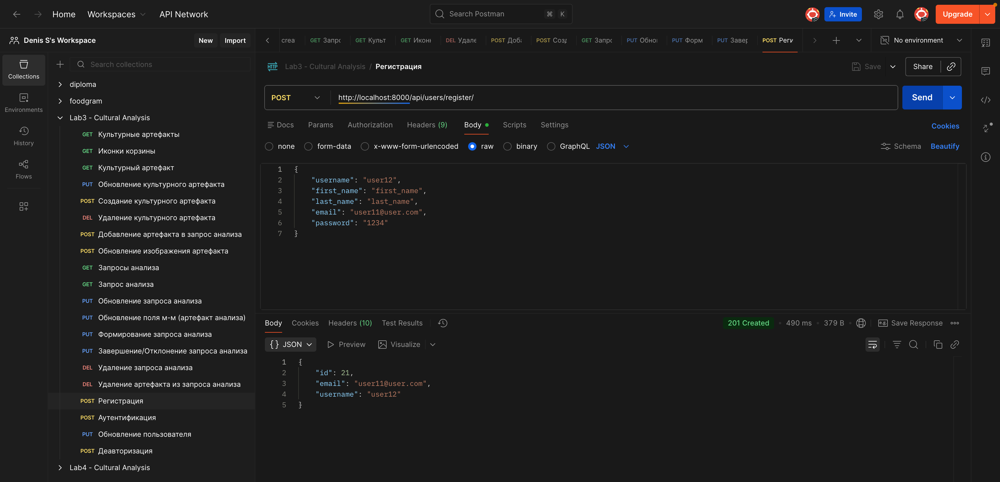 Home Workspaces API Network Search Postman ⌘ K Invite Upgrade
Denis S's Workspace New Import
crea GET Запрс GET Культ GET Иконк DEL Удале POST Доба POST Созд GET Запрс PUT Обнов PUT Форм PUT Завер POST Реги No environment
Collections
Environments
History
Flows
Search collections
diploma
foodgram
Lab3 - Cultural Analysis
GET Культурные артефакты
GET Иконки корзины
GET Культурный артефакт
PUT Обновление культурного артефакта
POST Создание культурного артефакта
DEL Удаление культурного артефакта
POST Добавление артефакта в запрос анализа
POST Обновление изображения артефакта
GET Запросы анализа
GET Запрос анализа
PUT Обновление запроса анализа
PUT Обновление поля м-м (артефакт анализа)
PUT Формирование запроса анализа
PUT Завершение/Отклонение запроса анализа
DEL Удаление запроса анализа
DEL Удаление артефакта из запроса анализа
POST Регистрация
POST Аутентификация
PUT Обновление пользователя
POST Деавторизация
Lab4 - Cultural Analysis
HTTP Lab3 - Cultural Analysis / Регистрация Save Share
POST http://localhost:8000/api/users/register/ Send
Docs Params Authorization Headers (9) Body Scripts Settings Cookies
none form-data x-www-form-urlencoded raw binary GraphQL JSON Schema Beautify
1 {
2 "username": "user12",
3 "first_name": "first_name",
4 "last_name": "last_name",
5 "email": "user11@user.com",
6 "password": "1234"
7 }
Body Cookies Headers (10) Test Results 201 Created 490 ms 379 B e.g. Save Response
{} JSON Preview Visualize
1 {
2 "id": 21,
3 "email": "user11@user.com",
4 "username": "user12"
5 }